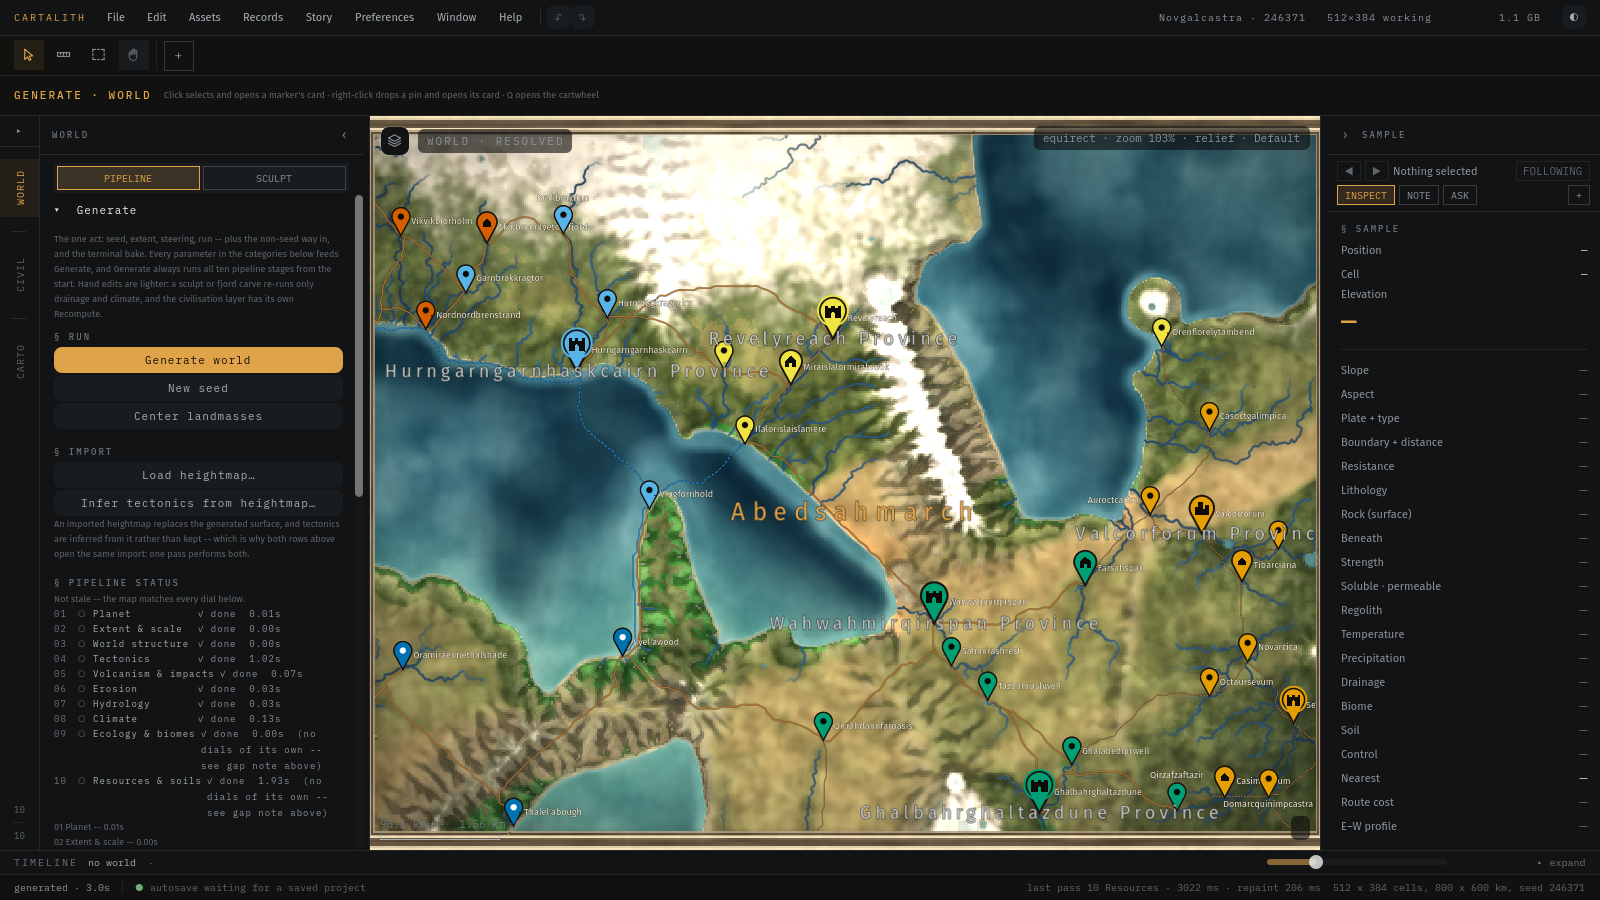 CARTALITH File Edit Assets Records Story Preferences Window Help
Novgalcastra · 246371 512×384 working 1.1 GB
+
GENERATE · WORLD Click selects and opens a marker's card · right-click drops a pin and opens its card · Q opens the cartwheel
WORLD
CIVIL
CARTO
10
10
WORLD
PIPELINE SCULPT
Generate
The one act: seed, extent, steering, run -- plus the non-seed way in,
and the terminal bake. Every parameter in the categories below feeds
Generate, and Generate always runs all ten pipeline stages from the
start. Hand edits are lighter: a sculpt or fjord carve re-runs only
drainage and climate, and the civilisation layer has its own
Recompute.
§ RUN
Generate world
New seed
Center landmasses
§ IMPORT
Load heightmap…
Infer tectonics from heightmap…
An imported heightmap replaces the generated surface, and tectonics
are inferred from it rather than kept -- which is why both rows above
open the same import: one pass performs both.
§ PIPELINE STATUS
Not stale -- the map matches every dial below.
01 ○ Planet √ done 0.01s
02 ○ Extent & scale √ done 0.00s
03 ○ World structure √ done 0.00s
04 ○ Tectonics √ done 1.02s
05 ○ Volcanism & impacts √ done 0.07s
06 ○ Erosion √ done 0.03s
07 ○ Hydrology √ done 0.03s
08 ○ Climate √ done 0.13s
09 ○ Ecology & biomes √ done 0.00s (no
dials of its own --
see gap note above)
10 ○ Resources & soils √ done 1.93s (no
dials of its own --
see gap note above)
01 Planet -- 0.01s
02 Extent & scale -- 0.00s
WORLD · RESOLVED
equirect · zoom 103% · relief · Default
Vikvikbjorholm
Garnbrakkragtor
Nordnordbrenstrand
Hurngarngarnhaskcairn
Revelyreach Province
Hurngarngarnhaskcairn Province
Orenflorelytambend
Casoctgalimpica
Ilalorislaislamere
Vragfornhold
Abedsahmarch
Valcorforum Provinc
Farsahspar
Tibarciana
Wahwahmirqirspan Province
Oramiraennethalshade
Sammirashrest
Novarcica
Tazbahrashwell
Octaursevum
Qirjahdahnfaroasis
Ghalabedqirwell
Qirzafzaftazir
Ghalbahrghaltazdune
Domarcquinimpcastra
Thalel'abough
Ghalbahrghaltazdune Province
SAMPLE
Nothing selected FOLLOWING
INSPECT NOTE ASK +
§ SAMPLE
Position —
Cell —
Elevation
—
Slope —
Aspect —
Plate + type —
Boundary + distance —
Resistance —
Lithology —
Rock (surface) —
Beneath —
Strength —
Soluble · permeable —
Regolith —
Temperature —
Precipitation —
Drainage —
Biome —
Soil —
Control —
Nearest —
Route cost —
E–W profile —
TIMELINE no world · expand
generated · 3.0s autosave waiting for a saved project
last pass 10 Resources · 3022 ms · repaint 206 ms 512 x 384 cells, 800 x 600 km, seed 246371